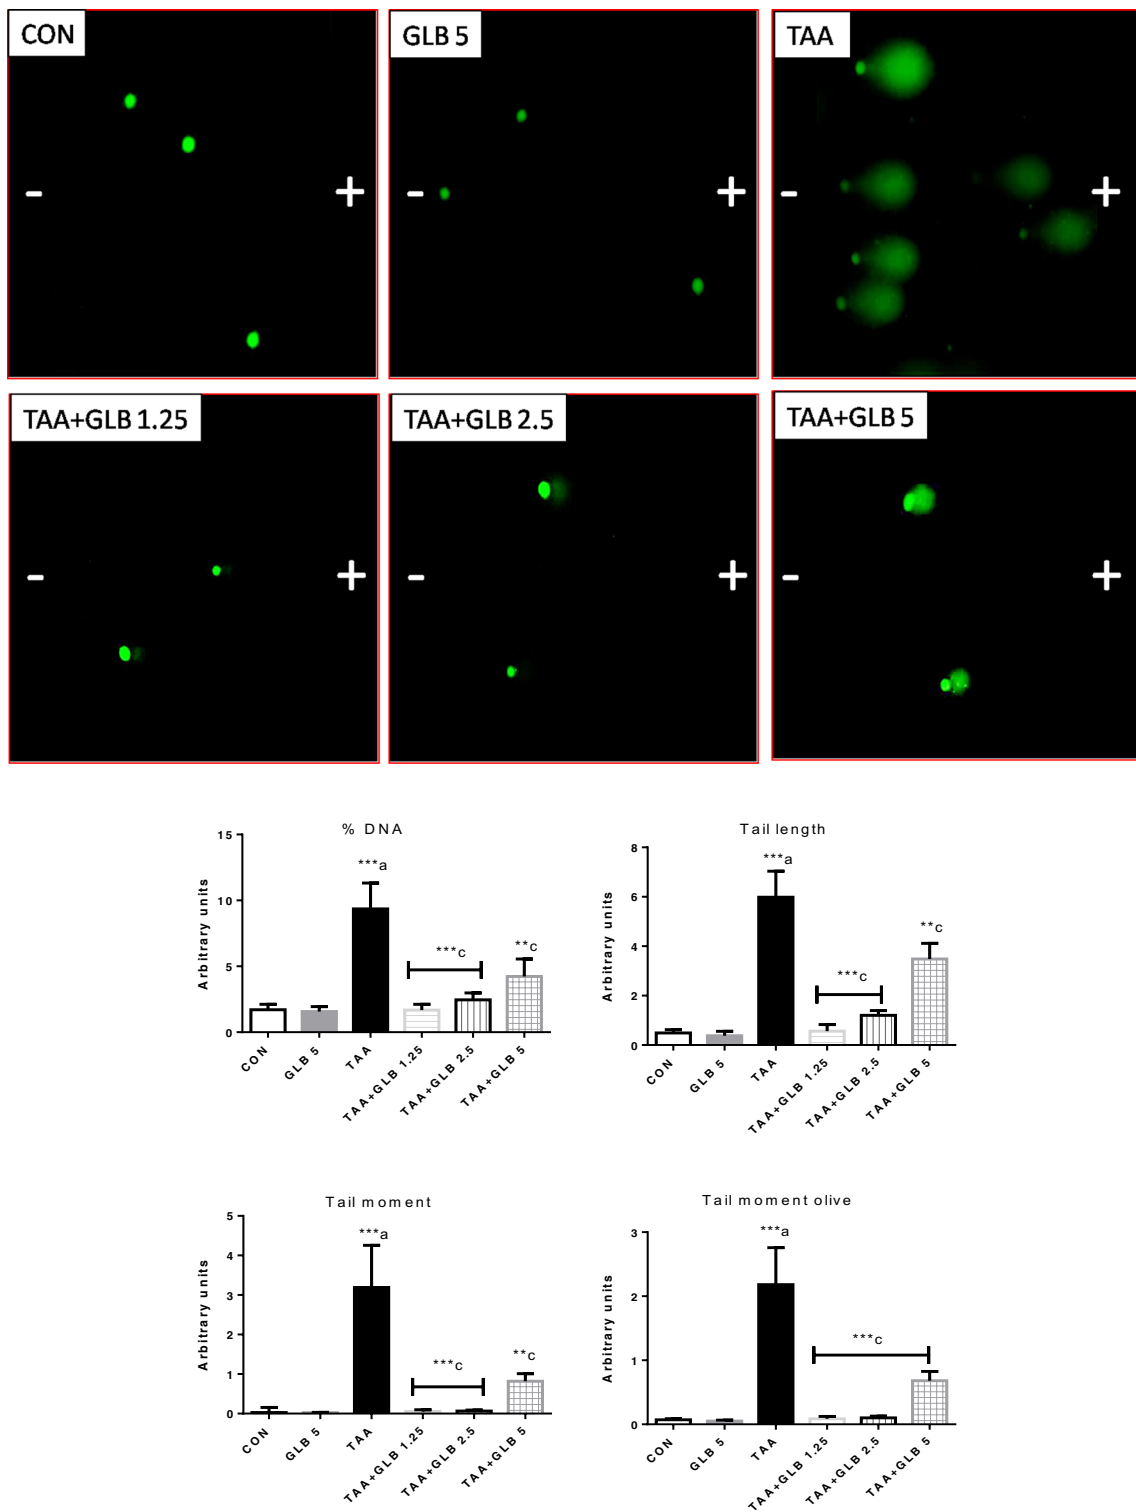 CON
GLB 5
TAA
- +
- +
- +
TAA+GLB 1.25
TAA+GLB 2.5
TAA+GLB 5
- +
- +
- +
% DNA
Arbitrary units
15
10
5
0
***a
***c
**c
CON
GLB 5
TAA
TAA+GLB 1.25
TAA+GLB 2.5
TAA+GLB 5
Tail length
Arbitrary units
8
6
4
2
0
***a
***c
**c
CON
GLB 5
TAA
TAA+GLB 1.25
TAA+GLB 2.5
TAA+GLB 5
Tail moment
Arbitrary units
5
4
3
2
1
0
***a
***c
**c
CON
GLB 5
TAA
TAA+GLB 1.25
TAA+GLB 2.5
TAA+GLB 5
Tail moment olive
Arbitrary units
3
2
1
0
***a
***c
CON
GLB 5
TAA
TAA+GLB 1.25
TAA+GLB 2.5
TAA+GLB 5